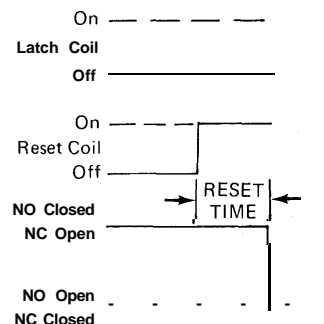 On
Latch Coil
Off
On
Reset Coil
Off
RESET
TIME
NO Closed
NC Open
NO Open
NC Closed